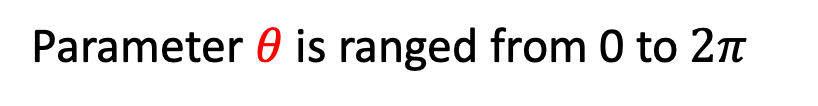 Parameter θ is ranged from 0 to 2π